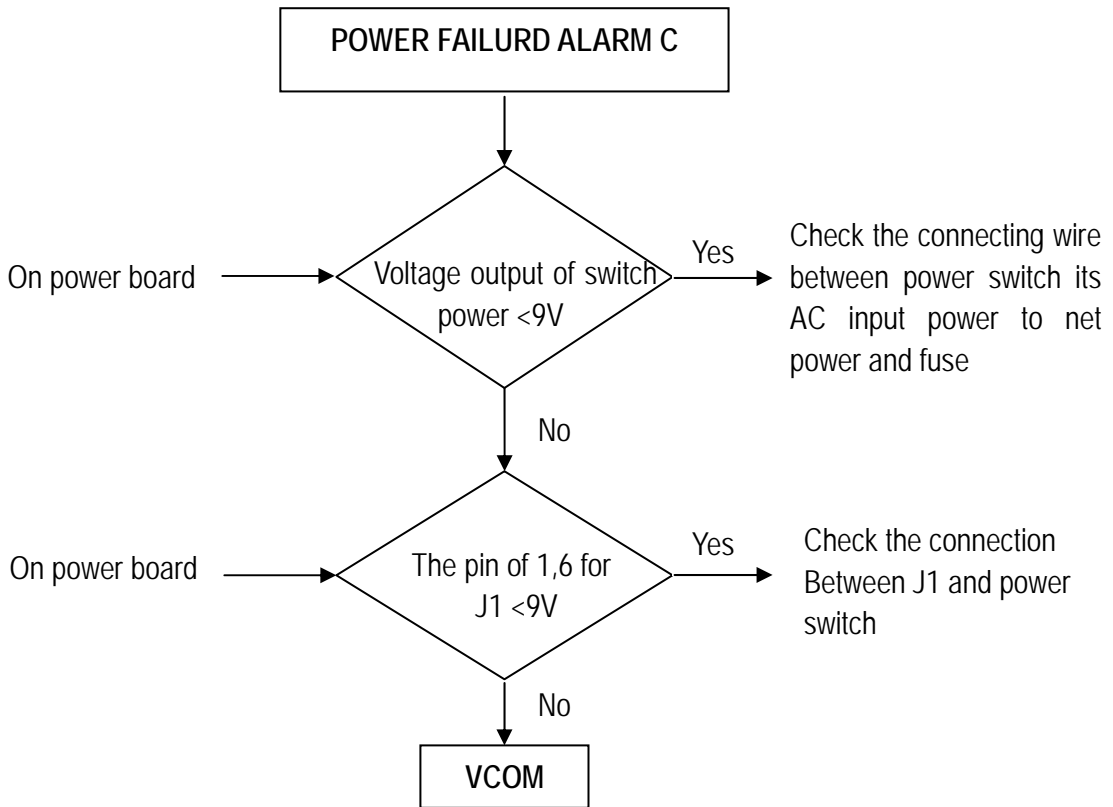 POWER FAILURD ALARM C
On power board
Voltage output of switch
power <9V
Yes
Check the connecting wire
between power switch its
AC input power to net
power and fuse
No
On power board
The pin of 1,6 for
J1 <9V
Yes
Check the connection
Between J1 and power
switch
No
VCOM